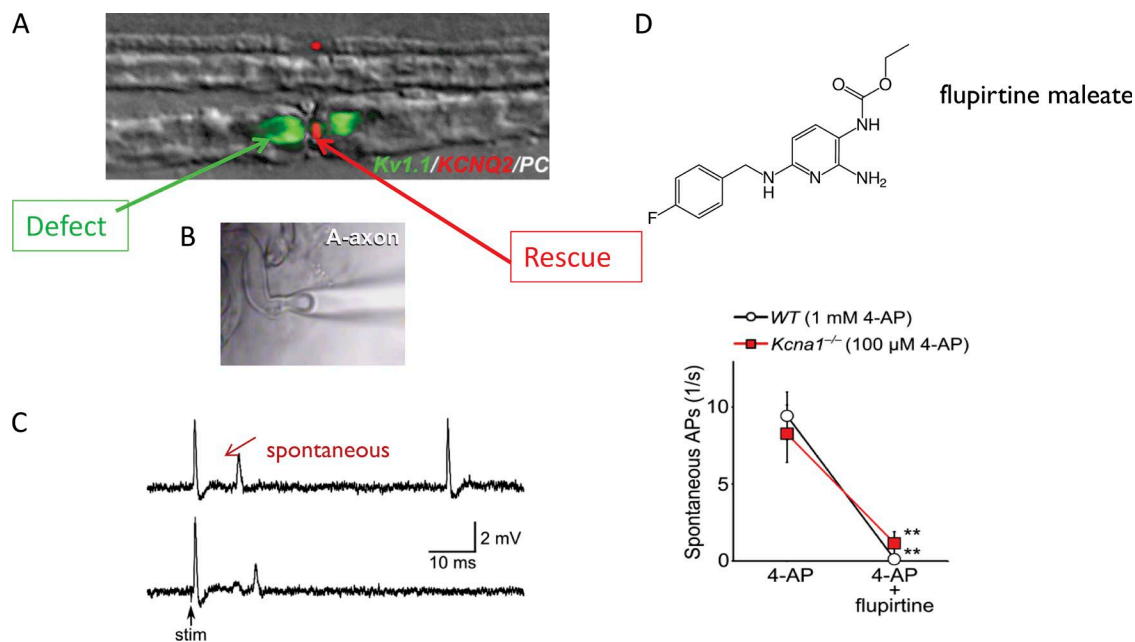 A
Kv1.1/KCNQ2/PC
Defect
Rescue
B
A-axon
C
spontaneous
2 mV
10 ms
stim
D
O
O
NH
N
H
N
NH₂
F
flupirtine maleate
WT (1 mM 4-AP)
Kcna1⁻/⁻ (100 µM 4-AP)
Spontaneous APs (1/s)
10
5
0
**
**
4-AP
4-AP
+
flupirtine